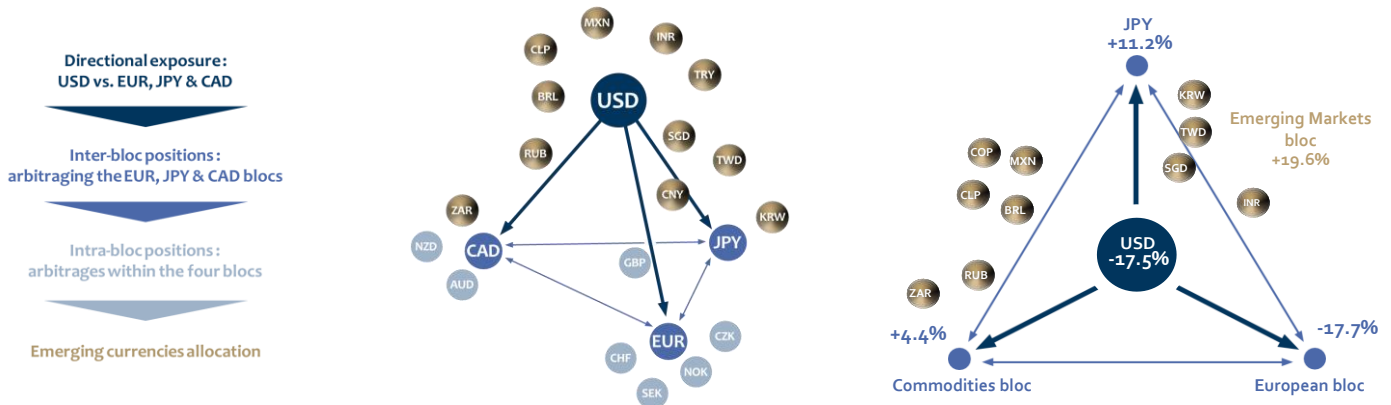 Directional exposure :
USD vs. EUR, JPY & CAD
Inter-bloc positions :
arbitraging the EUR, JPY & CAD blocs
Intra-bloc positions :
arbitrages within the four blocs
Emerging currencies allocation
MXN
INR
CLP
TRY
BRL
USD
SGD
RUB
TWD
CNY
ZAR
KRW
NZD
CAD
JPY
GBP
AUD
EUR
CZK
CHF
NOK
SEK
JPY
+11.2%
KRW
Emerging Markets
bloc
+19.6%
TWD
COP
MXN
SGD
CLP
BRL
INR
USD
-17.5%
RUB
ZAR
+4.4%
-17.7%
Commodities bloc
European bloc